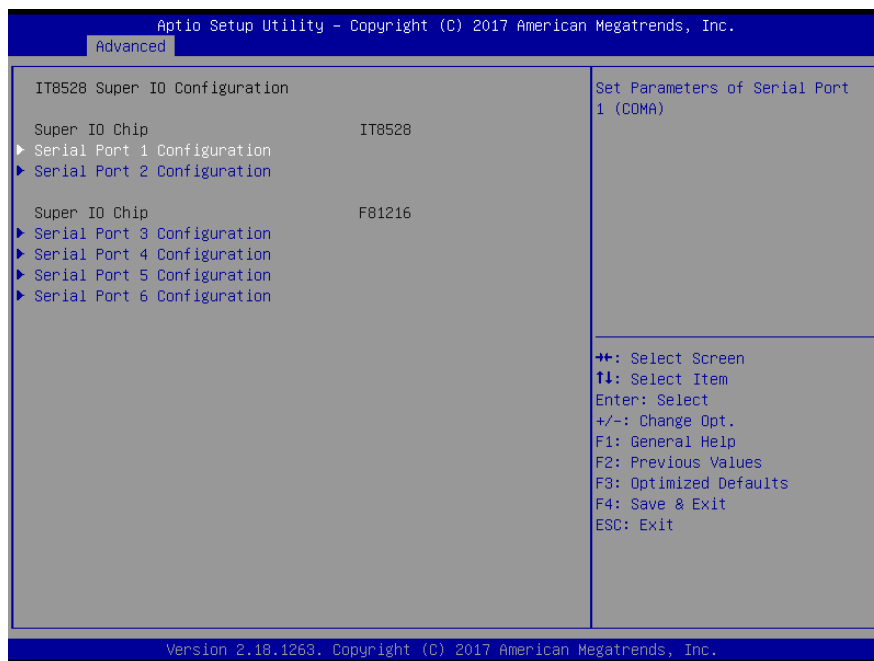 Aptio Setup Utility – Copyright (C) 2017 American Megatrends, Inc.
Advanced
IT8528 Super IO Configuration
Super IO Chip IT8528
Serial Port 1 Configuration
Serial Port 2 Configuration
Super IO Chip F81216
Serial Port 3 Configuration
Serial Port 4 Configuration
Serial Port 5 Configuration
Serial Port 6 Configuration
Set Parameters of Serial Port
1 (COMA)
→←: Select Screen
↑↓: Select Item
Enter: Select
+/-: Change Opt.
F1: General Help
F2: Previous Values
F3: Optimized Defaults
F4: Save & Exit
ESC: Exit
Version 2.18.1263. Copyright (C) 2017 American Megatrends, Inc.